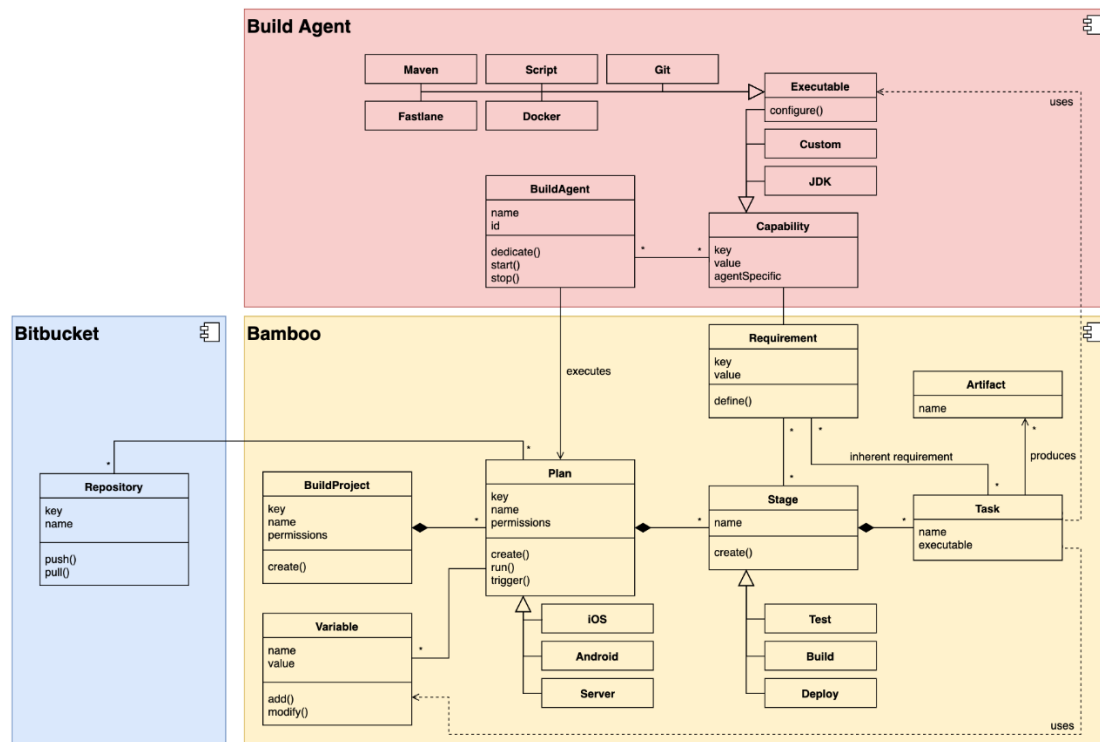 Build Agent
Maven
Script
Git
Fastlane
Docker
Executable
configure()
uses
Custom
JDK
BuildAgent
name
id
dedicate()
start()
stop()
*
*
Capability
key
value
agentSpecific
Bitbucket
Repository
key
name
push()
pull()
*
Bamboo
executes
Requirement
key
value
define()
*
*
Artifact
name
*
produces
inherent requirement
*
*
BuildProject
key
name
permissions
create()
*
*
Plan
key
name
permissions
create()
run()
trigger()
*
Stage
name
create()
*
Task
name
executable
Variable
name
value
add()
modify()
*
iOS
Android
Server
Test
Build
Deploy
uses